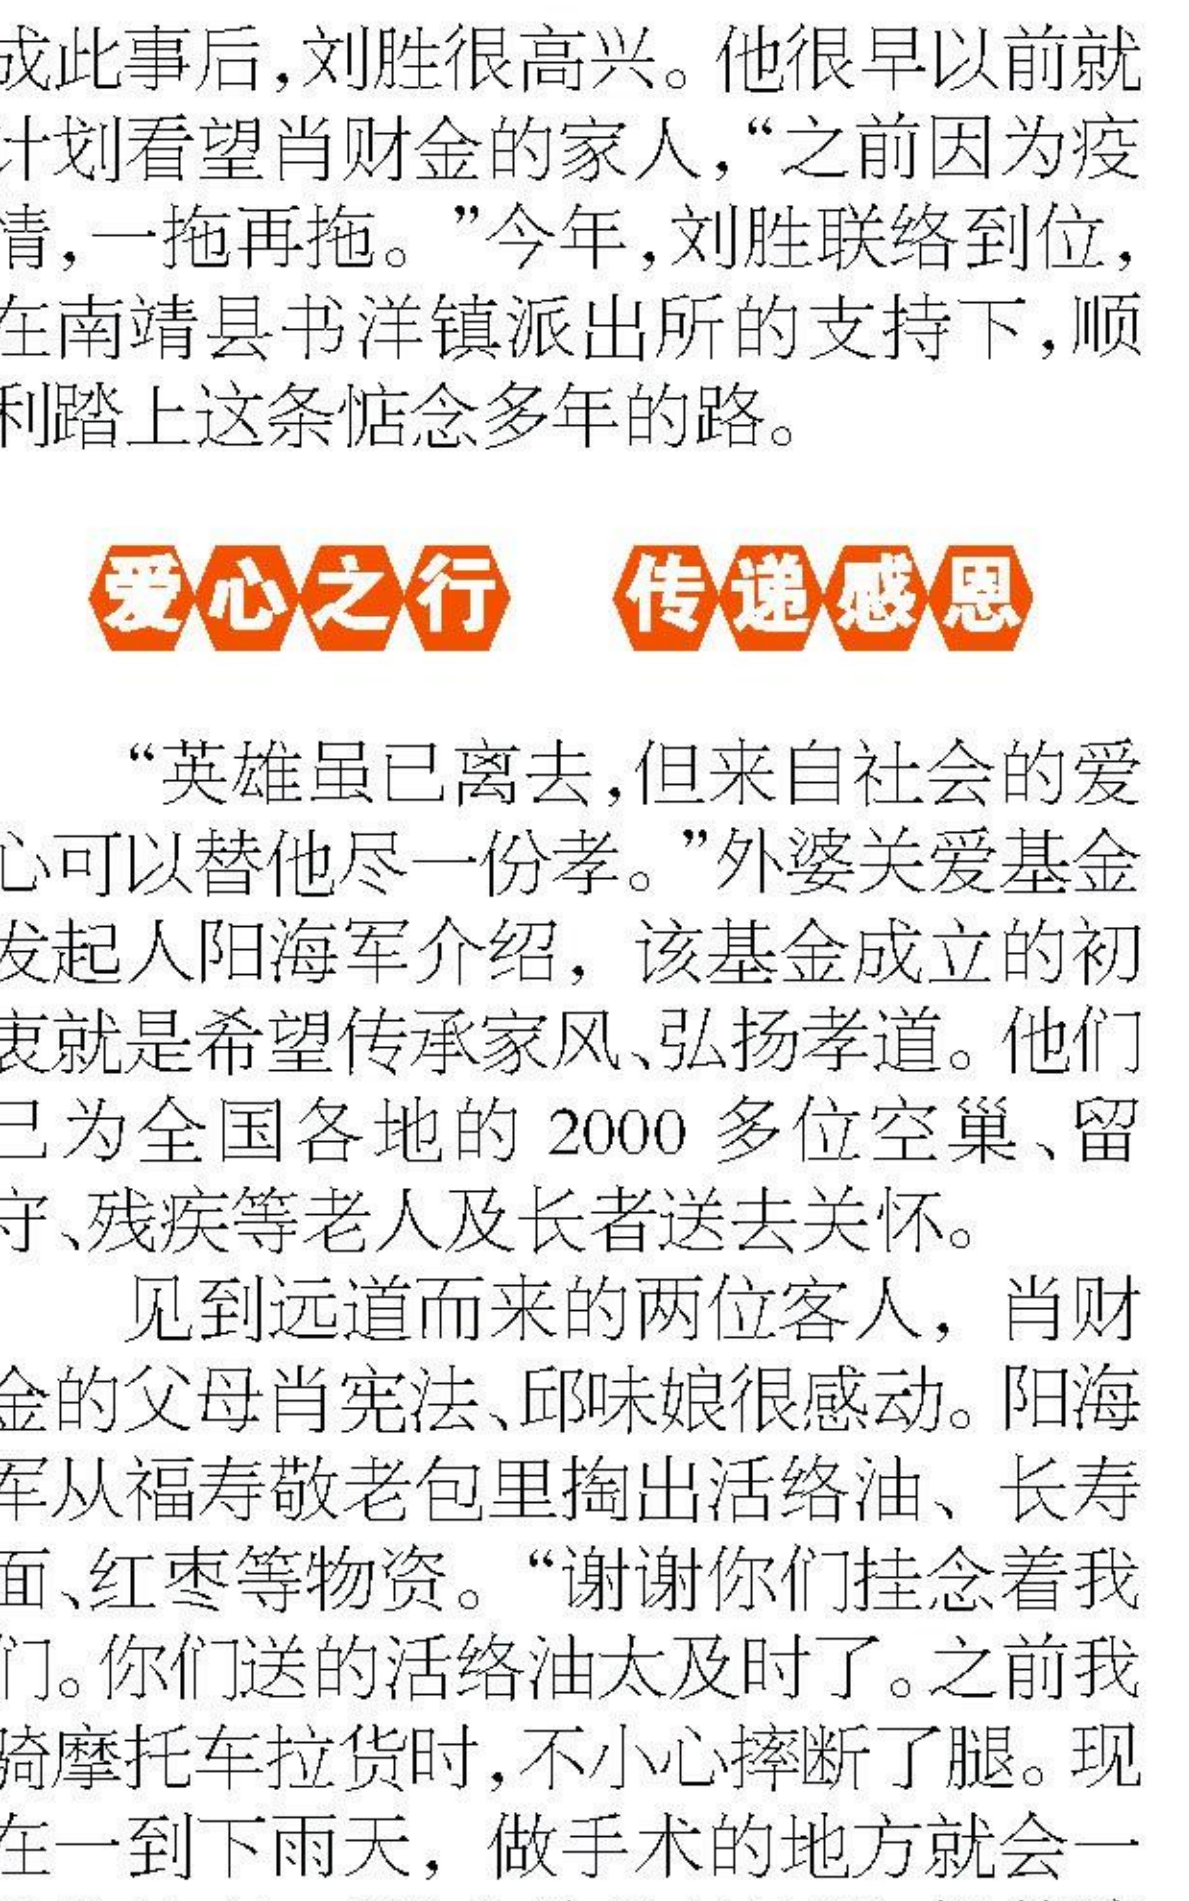 成此事后，刘胜很高兴。他很早以前就
计划看望肖财金的家人，“之前因为疫
情，一拖再拖。”今年，刘胜联络到位，
在南靖县书洋镇派出所的支持下，顺
利踏上这条惦念多年的路。
爱心之行 传递感恩
“英雄虽已离去，但来自社会的爱
心可以替他尽一份孝。”外婆关爱基金
发起人阳海军介绍，该基金成立的初
衷就是希望传承家风、弘扬孝道。他们
已为全国各地的 2000 多位空巢、留
守、残疾等老人及长者送去关怀。
见到远道而来的两位客人，肖财
金的父母肖宪法、邱味娘很感动。阳海
军从福寿敬老包里掏出活络油、长寿
面、红枣等物资。“谢谢你们挂念着我
们。你们送的活络油太及时了。之前我
骑摩托车拉货时，不小心摔断了腿。现
在一到下雨天，做手术的地方就会一